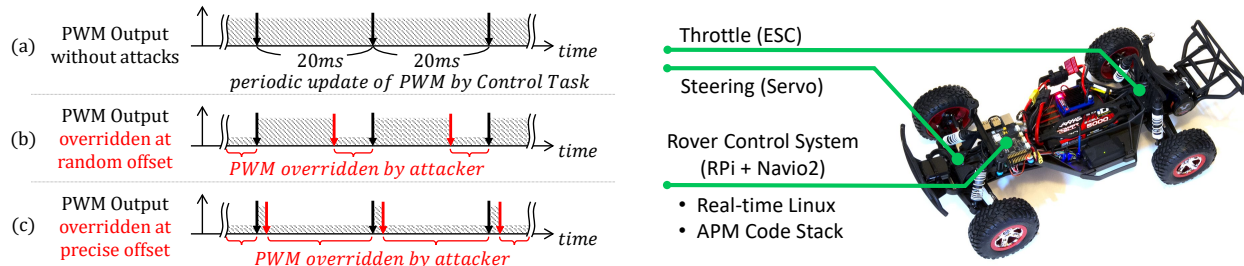 (a)
PWM Output
without attacks
20ms
20ms
time
periodic update of PWM by Control Task
(b)
PWM Output
overridden at
random offset
time
PWM overridden by attacker
(c)
PWM Output
overridden at
precise offset
time
PWM overridden by attacker
Throttle (ESC)
Steering (Servo)
Rover Control System
(RPi + Navio2)
• Real-time Linux
• APM Code Stack